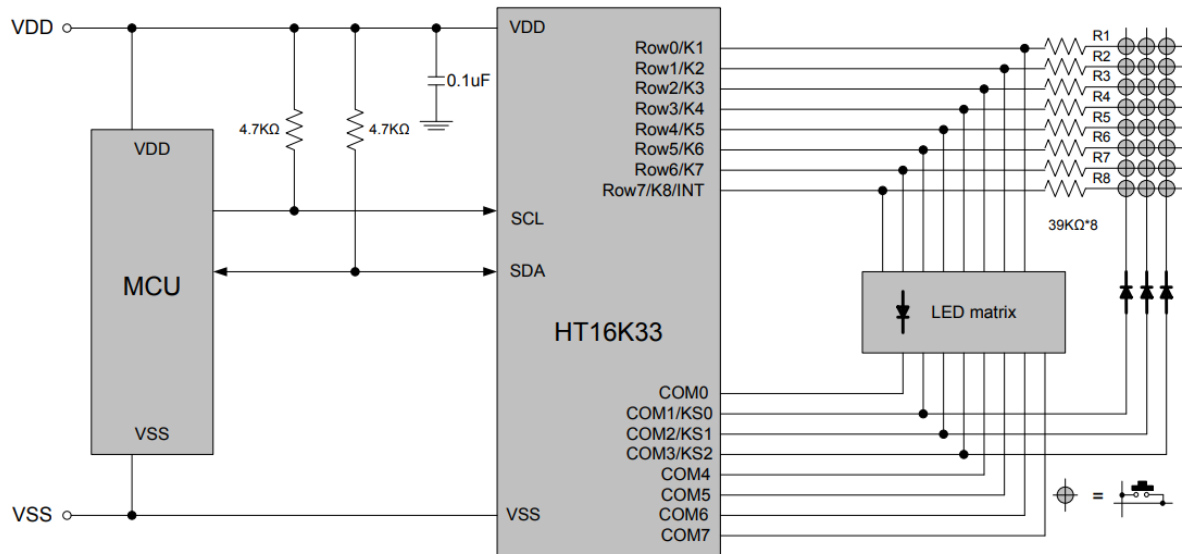 VDD
VDD
Row0/K1
Row1/K2
Row2/K3
Row3/K4
Row4/K5
Row5/K6
Row6/K7
Row7/K8/INT
R1
R2
R3
R4
R5
R6
R7
R8
39KΩ*8
0.1uF
4.7KΩ
4.7KΩ
VDD
MCU
VSS
SCL
SDA
HT16K33
LED matrix
COM0
COM1/KS0
COM2/KS1
COM3/KS2
COM4
COM5
COM6
COM7
=
VSS
VSS